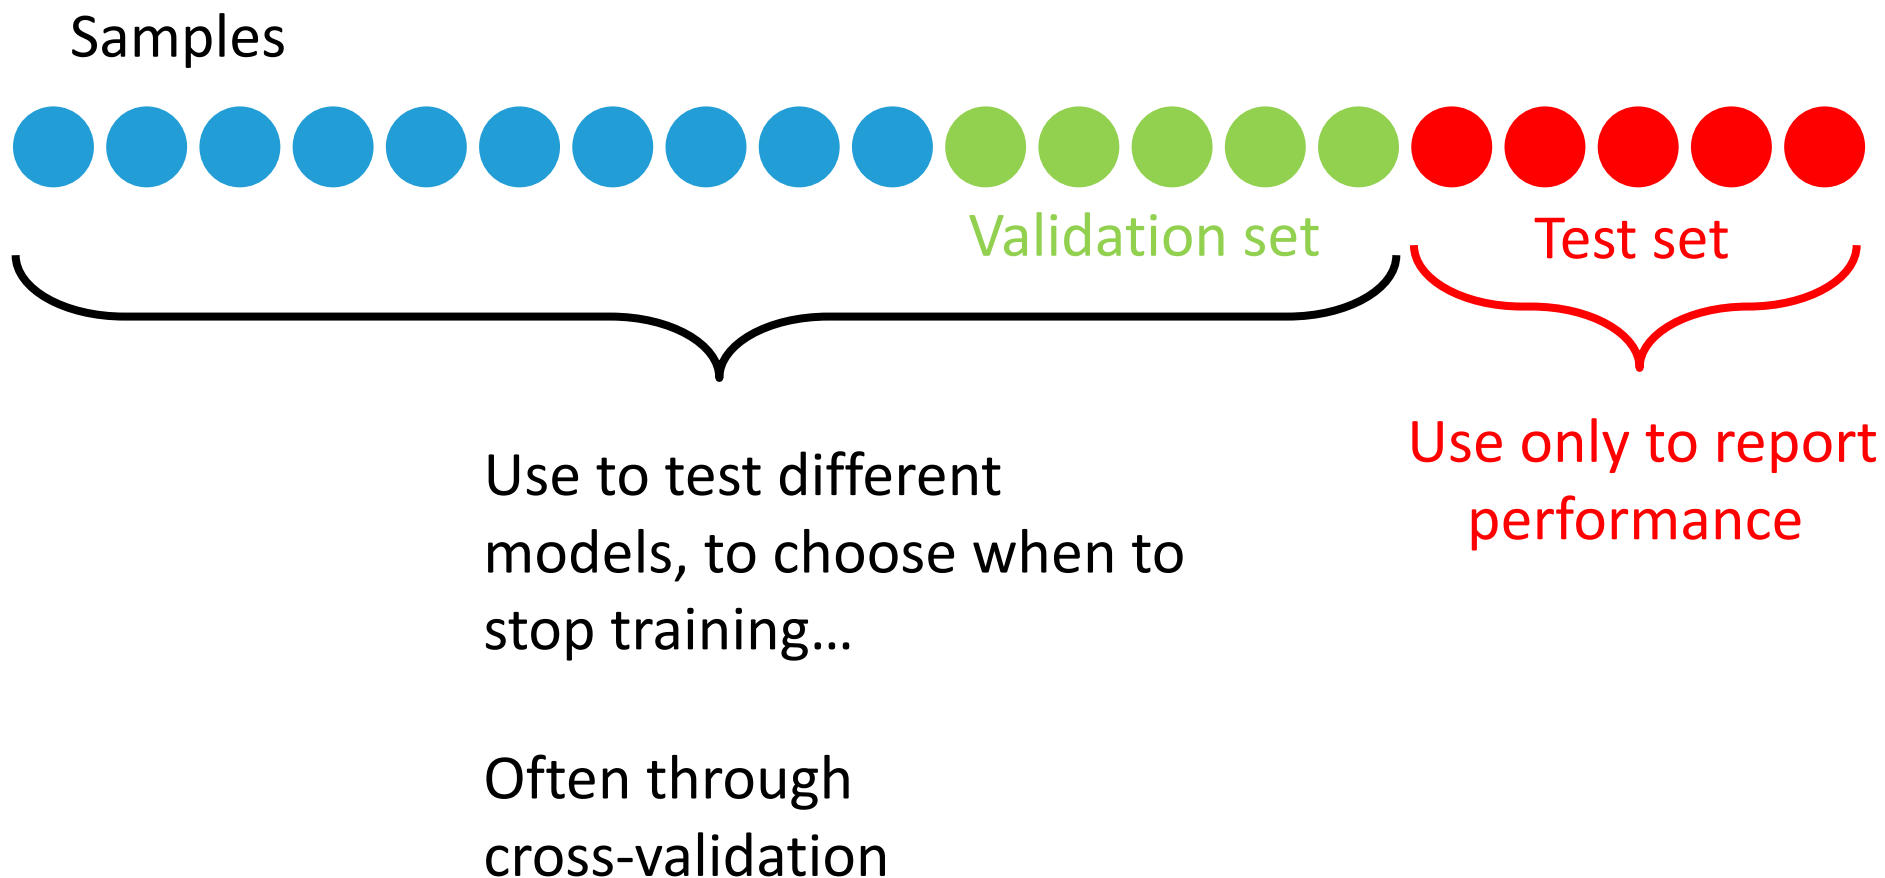 Samples
Validation set
Test set
Use to test different
models, to choose when to
stop training...
Often through
cross-validation
Use only to report
performance